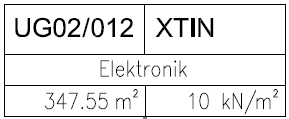 UG02/012 XTIN
Elektronik
347.55 m² 10 kN/m²